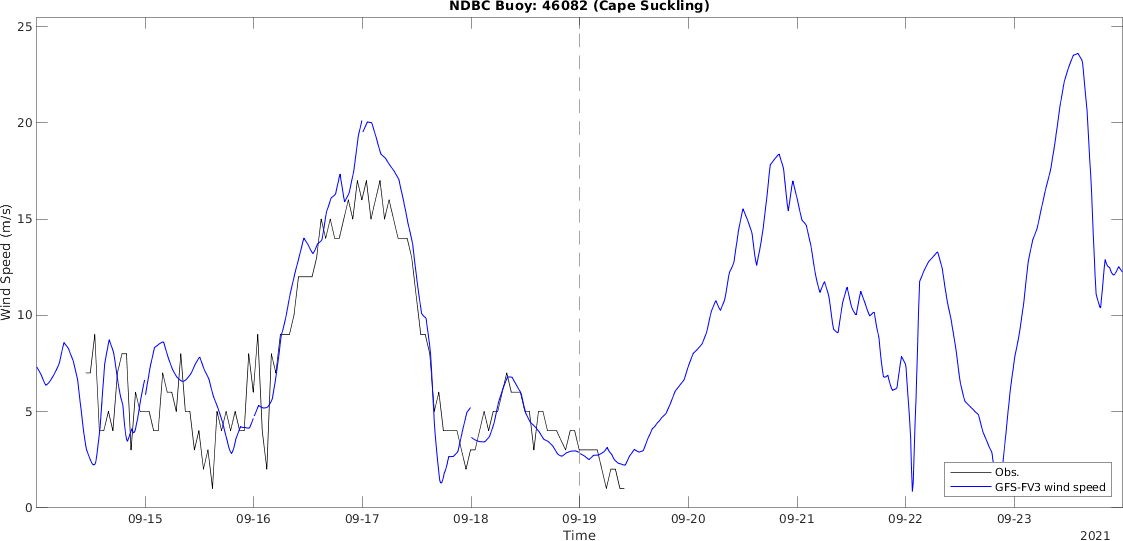 NDBC Buoy: 46082 (Cape Suckling)
25
20
15
10
5
0
Wind Speed (m/s)
09-15 09-16 09-17 09-18 09-19 09-20 09-21 09-22 09-23
Time
2021
Obs.
GFS-FV3 wind speed